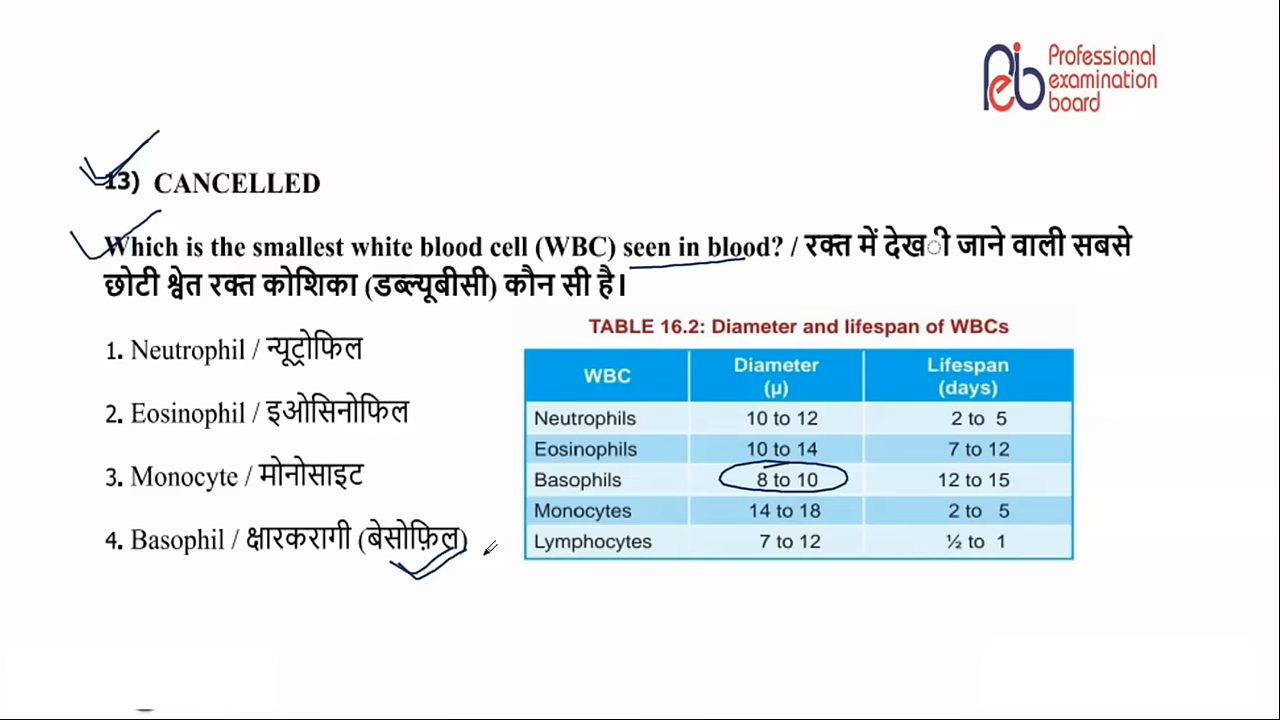 Peb Professional
examination
board
13) CANCELLED
Which is the smallest white blood cell (WBC) seen in blood? / रक्त में देखी जाने वाली सबसे
छोटी श्वेत रक्त कोशिका (डब्ल्यूबीसी) कौन सी है।
1. Neutrophil / न्यूट्रोफिल
2. Eosinophil / इओसिनोफिल
3. Monocyte / मोनोसाइट
4. Basophil / क्षारकरागी (बेसोफ़िल)
TABLE 16.2: Diameter and lifespan of WBCs
WBC Diameter (µ) Lifespan (days)
Neutrophils 10 to 12 2 to 5
Eosinophils 10 to 14 7 to 12
Basophils 8 to 10 12 to 15
Monocytes 14 to 18 2 to 5
Lymphocytes 7 to 12 ½ to 1